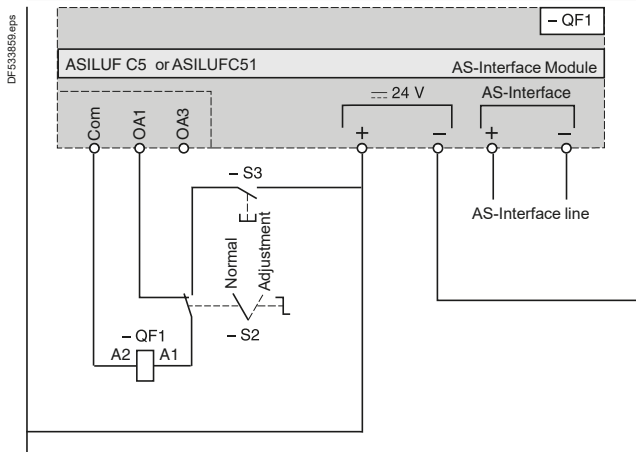 DF533859.eps
– QF1
ASILUF C5 or ASILUFC51
AS-Interface Module
24 V
AS-Interface
Com
OA1
OA3
+
–
+
–
– S3
AS-Interface line
Normal
Adjustment
– S2
– QF1
A2
A1